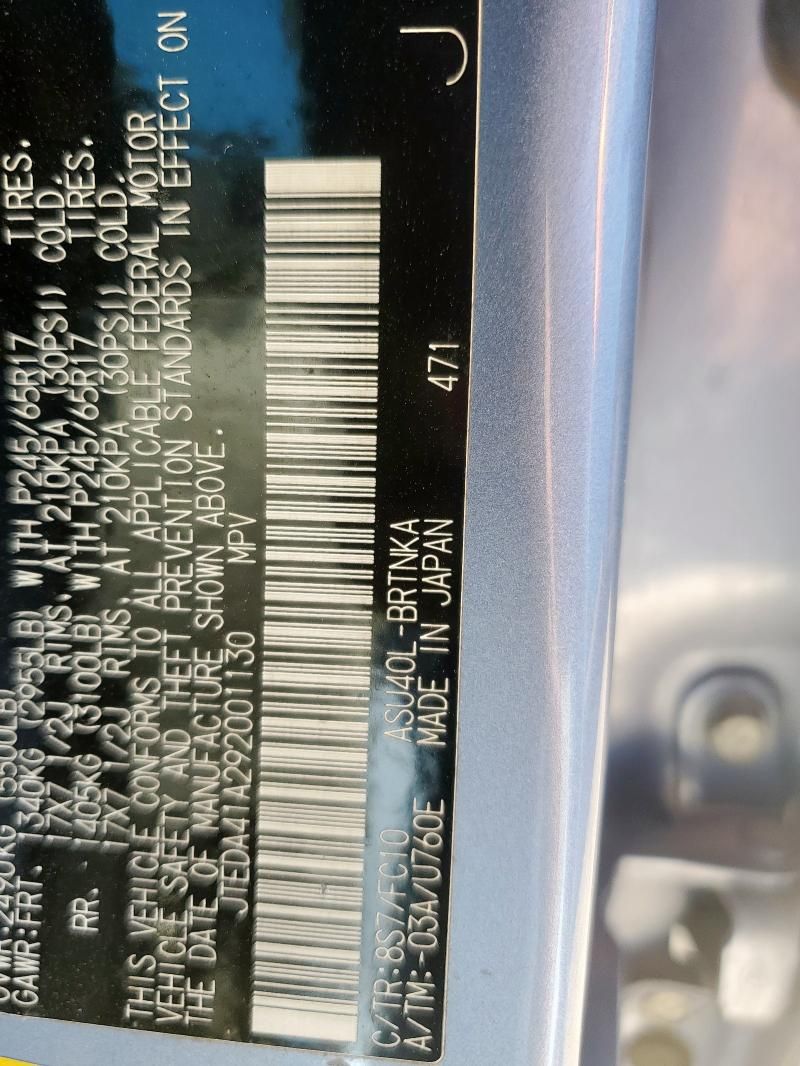 GVWR:2490KG (5500LB)
GAWR:FRT. 1340KG (2955LB) WITH P245/65R17 TIRES.
17X7 1/2J RIMS. AT 210KPA (30PSI) COLD.
RR. 1405KG (3100LB) WITH P245/65R17 TIRES.
17X7 1/2J RIMS. AT 210KPA (30PSI) COLD.
THIS VEHICLE CONFORMS TO ALL APPLICABLE FEDERAL MOTOR
VEHICLE SAFETY AND THEFT PREVENTION STANDARDS IN EFFECT ON
THE DATE OF MANUFACTURE SHOWN ABOVE.
JTEDA41A292001130 MPV
C/TR:8S7/FC10 ASU40L-BRTNKA
A/TM:-03A/U760E MADE IN JAPAN 471 J